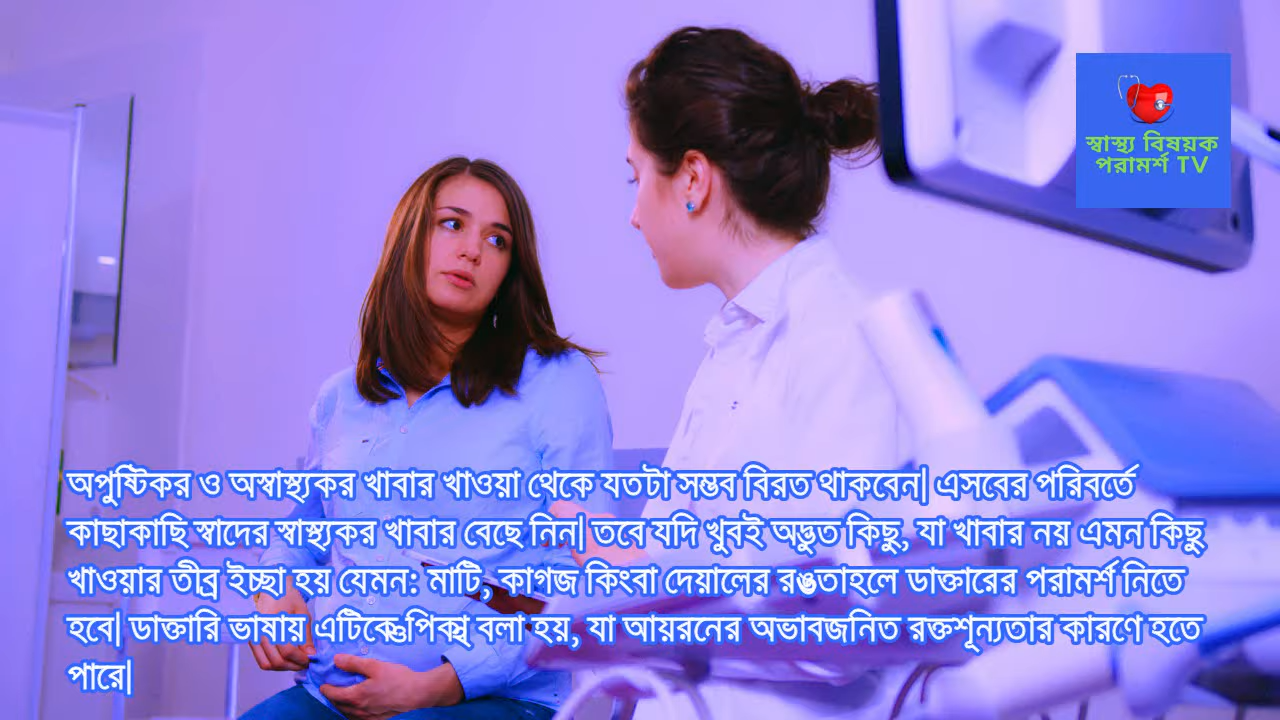 স্বাস্থ্য বিষয়ক
পরামর্শ TV
অপুষ্টিকর ও অস্বাস্থ্যকর খাবার খাওয়া থেকে যতটা সম্ভব বিরত থাকবেন| এসবের পরিবর্তে
কাছাকাছি স্বাদের স্বাস্থ্যকর খাবার বেছে নিন| তবে যদি খুবই অদ্ভুত কিছু, যা খাবার নয় এমন কিছু
খাওয়ার তীব্র ইচ্ছা হয় যেমন: মাটি, কাগজ কিংবা দেয়ালের রঙতাহলে ডাক্তারের পরামর্শ নিতে
হবে| ডাক্তারি ভাষায় বলা হয়, যা আয়রনের অভাবজনিত রক্তশূন্যতার কারণে হতে
পারে|